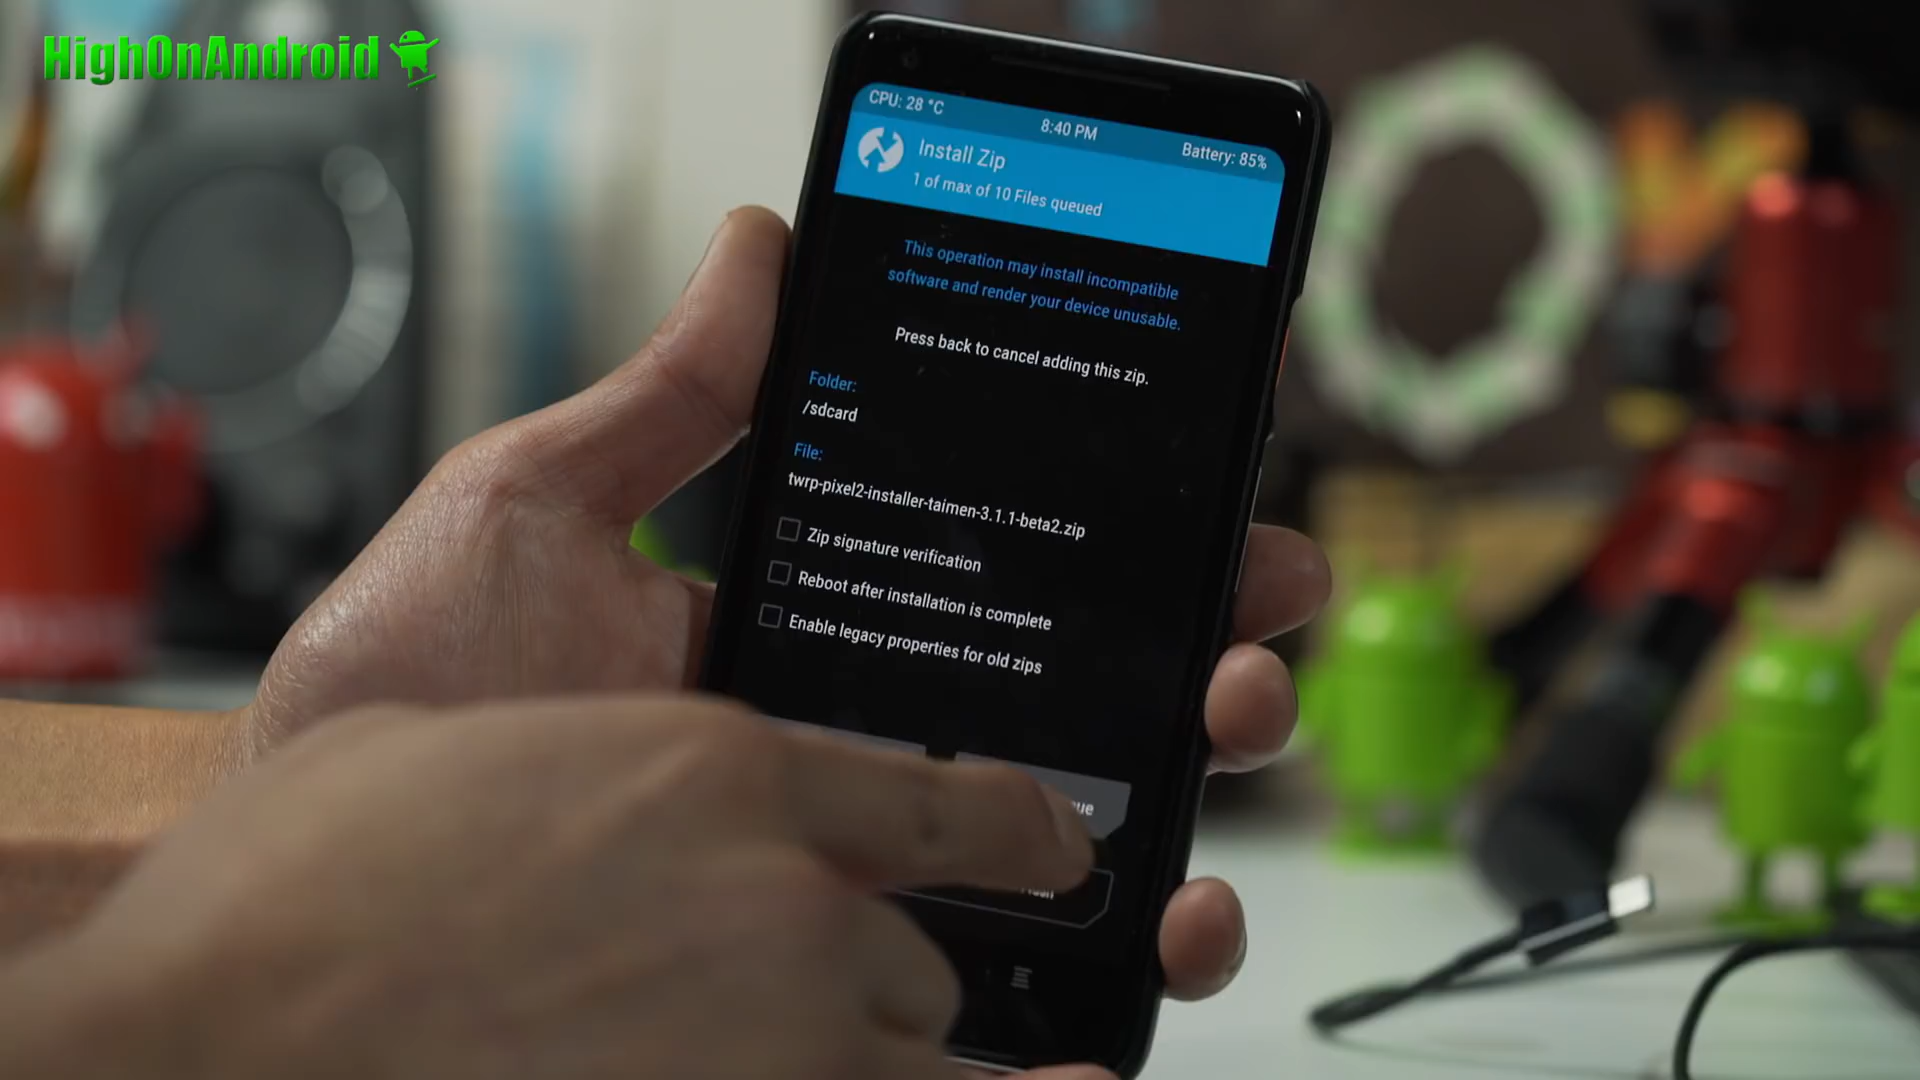 HighOnAndroid
CPU: 28 °C
8:40 PM
Battery: 85%
Install Zip
1 of max of 10 Files queued
This operation may install incompatible
software and render your device unusable.
Press back to cancel adding this zip.
Folder:
/sdcard
File:
twrp-pixel2-installer-taimen-3.1.1-beta2.zip
Zip signature verification
Reboot after installation is complete
Enable legacy properties for old zips